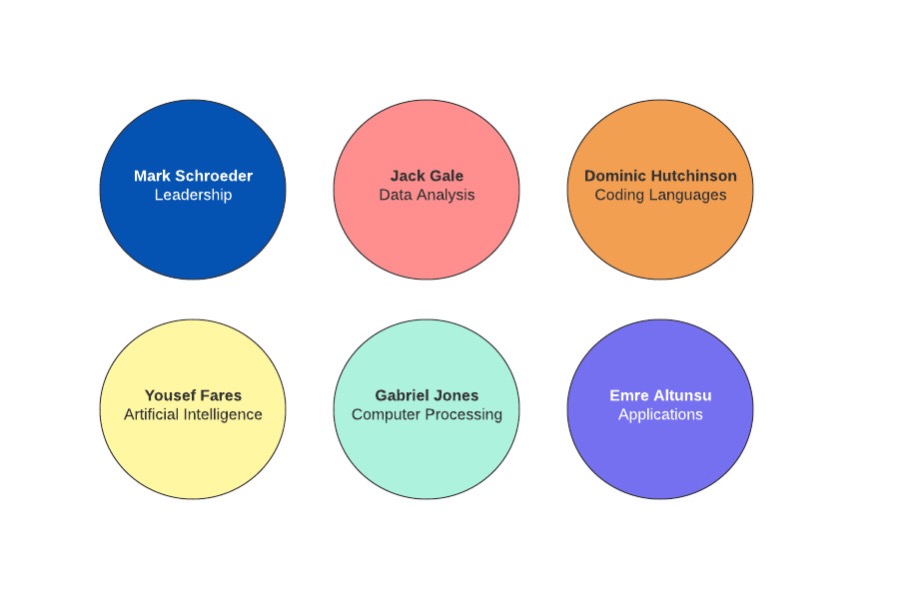 Mark Schroeder
Leadership
Jack Gale
Data Analysis
Dominic Hutchinson
Coding Languages
Yousef Fares
Artificial Intelligence
Gabriel Jones
Computer Processing
Emre Altunsu
Applications